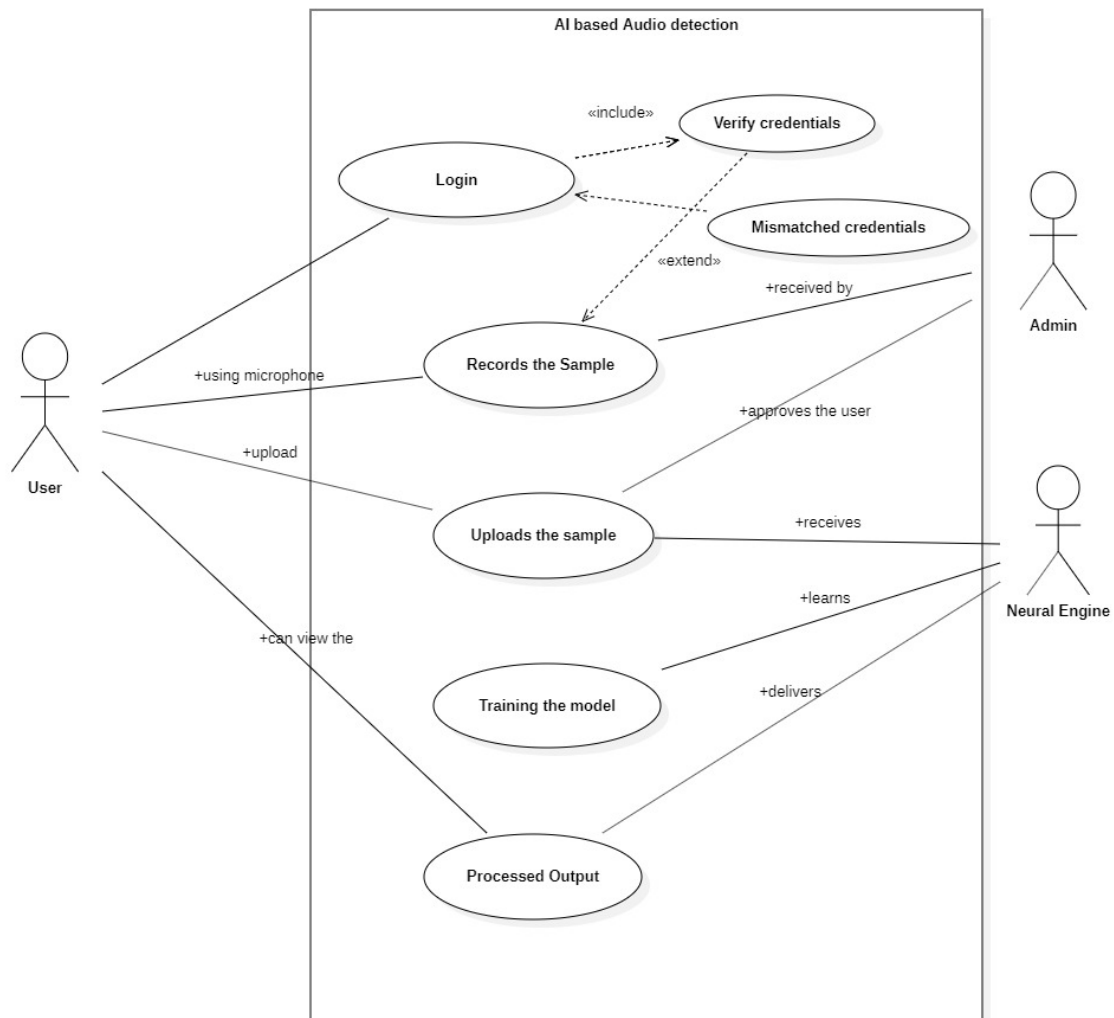 AI based Audio detection
«include»
Verify credentials
Login
Mismatched credentials
«extend»
+received by
Admin
Records the Sample
+using microphone
+approves the user
+upload
User
Uploads the sample
+receives
+learns
Neural Engine
+can view the
+delivers
Training the model
Processed Output